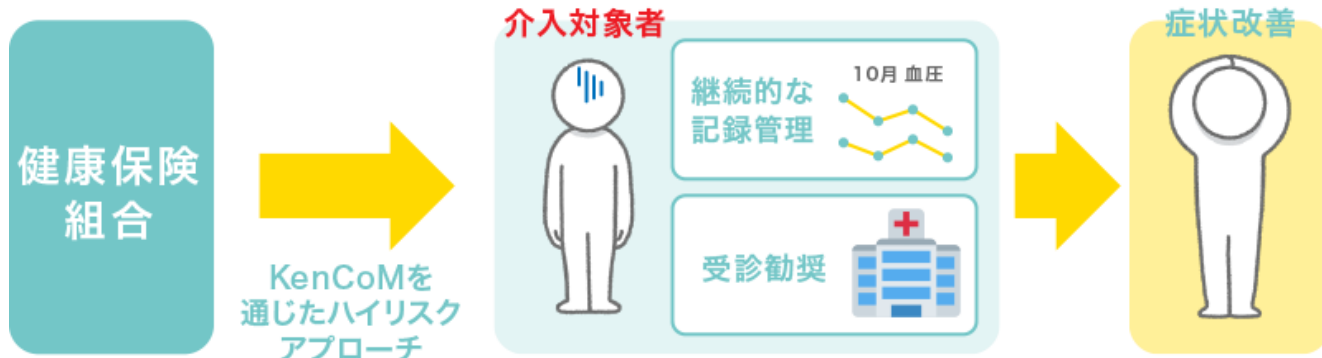 健康保険
組合
KenCoMを
通じたハイリスク
アプローチ
介入対象者
継続的な
記録管理
10月 血圧
受診勧奨
症状改善